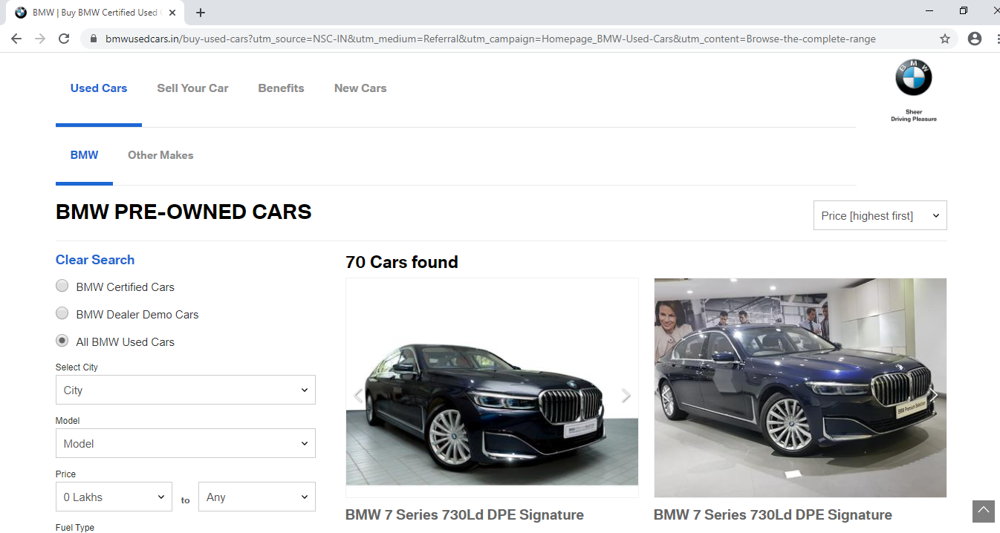 BMW | Buy BMW Certified Used
bmwusedcars.in/buy-used-cars?utm_source=NSC-IN&utm_medium=Referral&utm_campaign=Homepage_BMW-Used-Cars&utm_content=Browse-the-complete-range
Used Cars Sell Your Car Benefits New Cars
BMW
Sheer
Driving Pleasure
BMW Other Makes
BMW PRE-OWNED CARS
Price [highest first]
Clear Search
70 Cars found
BMW Certified Cars
BMW Dealer Demo Cars
All BMW Used Cars
Select City
City
Model
Model
Price
0 Lakhs to Any
Fuel Type
BMW Premium Selection
BMW 7 Series 730Ld DPE Signature
BMW 7 Series 730Ld DPE Signature